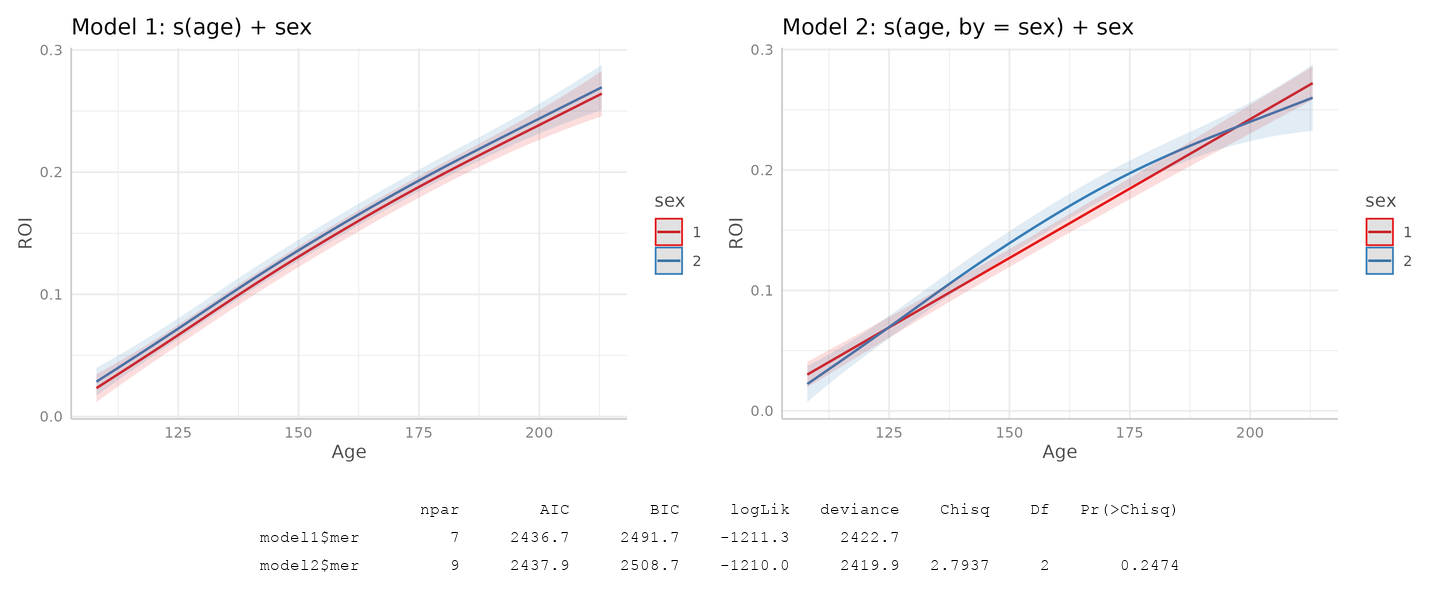 Model 1: s(age) + sex
0.3
0.2
0.1
0.0
ROI
125 150 175 200
Age
sex
1
2
Model 2: s(age, by = sex) + sex
0.3
0.2
0.1
0.0
ROI
125 150 175 200
Age
sex
1
2
npar AIC BIC logLik deviance Chisq Df Pr(>Chisq)
model1$mer 7 2436.7 2491.7 -1211.3 2422.7
model2$mer 9 2437.9 2508.7 -1210.0 2419.9 2.7937 2 0.2474